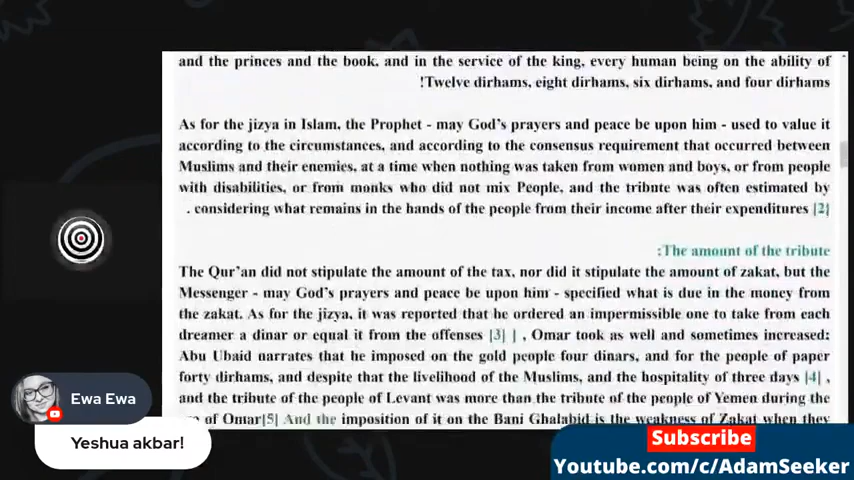 and the princes and the book, and in the service of the king, every human being on the ability of
!Twelve dirhams, eight dirhams, six dirhams, and four dirhams
As for the jizya in Islam, the Prophet - may God's prayers and peace be upon him - used to value it
according to the circumstances, and according to the consensus requirement that occurred between
Muslims and their enemies, at a time when nothing was taken from women and boys, or from people
with disabilities, or from monks who did not mix People, and the tribute was often estimated by
. considering what remains in the hands of the people from their income after their expenditures [2]
:The amount of the tribute
The Qur'an did not stipulate the amount of the tax, nor did it stipulate the amount of zakat, but the
Messenger - may God's prayers and peace be upon him - specified what is due in the money from
the zakat. As for the jizya, it was reported that he ordered an impermissible one to take from each
dreamer a dinar or equal it from the offenses [3] | , Omar took as well and sometimes increased:
Abu Ubaid narrates that he imposed on the gold people four dinars, and for the people of paper
forty dirhams, and despite that the livelihood of the Muslims, and the hospitality of three days [4] ,
and the tribute of the people of Levant was more than the tribute of the people of Yemen during the
of Omar[5] And the imposition of it on the Bani Ghalabid is the weakness of Zakat when they
Ewa Ewa
Yeshua akbar!
Subscribe
Youtube.com/c/AdamSeeker